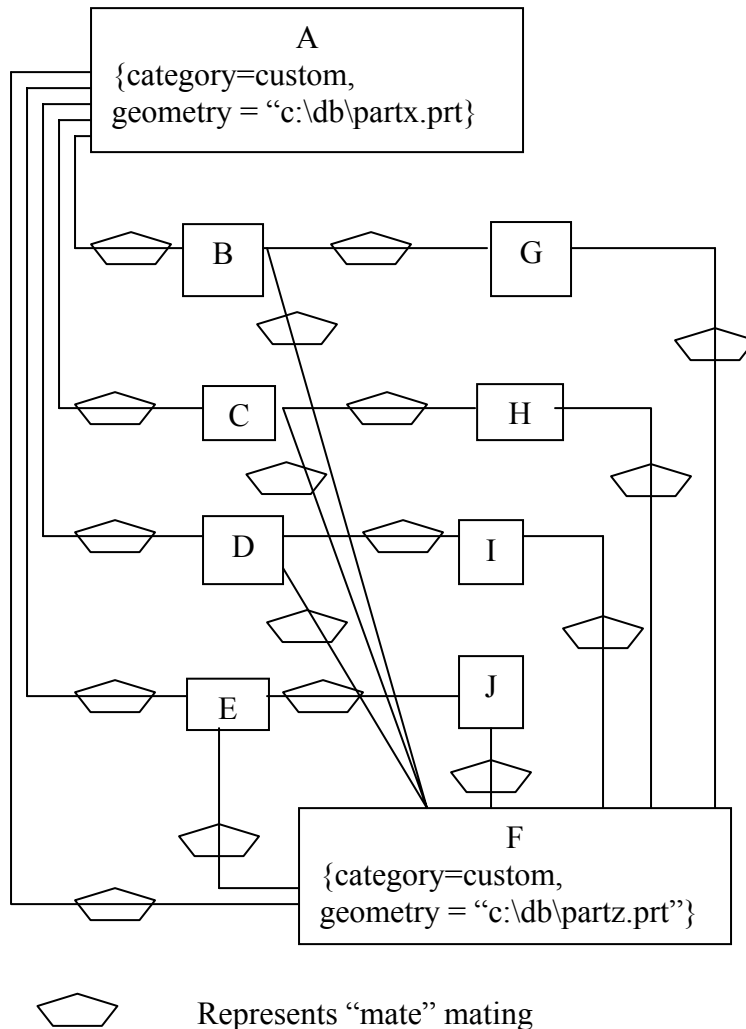 A
{category=custom,
geometry = “c:\db\partx.prt}
B
G
C
H
D
I
E
J
F
{category=custom,
geometry = “c:\db\partz.prt”}
Represents “mate” mating